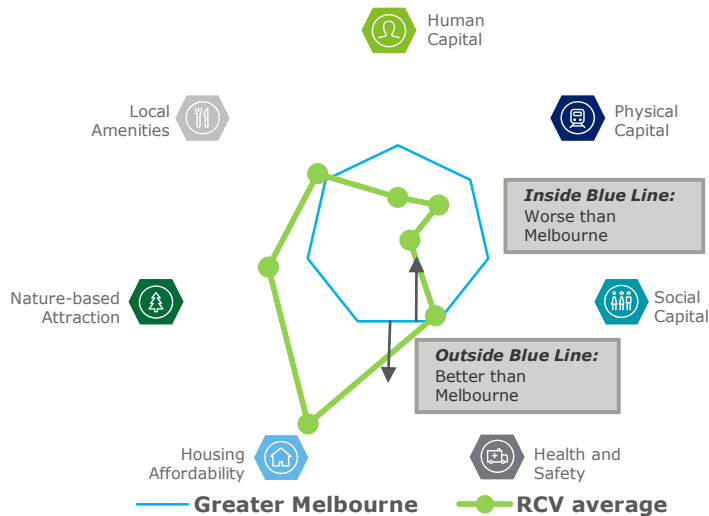 Human
Capital
Local
Amenities
Physical
Capital
Inside Blue Line:
Worse than
Melbourne
Nature-based
Attraction
Social
Capital
Outside Blue Line:
Better than
Melbourne
Housing
Affordability
Health and
Safety
Greater Melbourne
RCV average